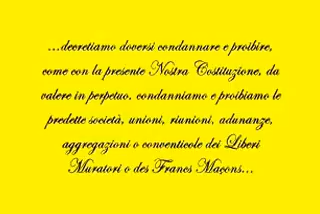 ...decretiamo doversi condannare e proibire,
come con la presente Nostra Costituzione, da
valere in perpetuo. condanniamo e proibiamo le
predette società, unioni, riunioni, adunanze,
aggregazioni o conventicole dei Liberi
Muratori o des Francs Maçons...